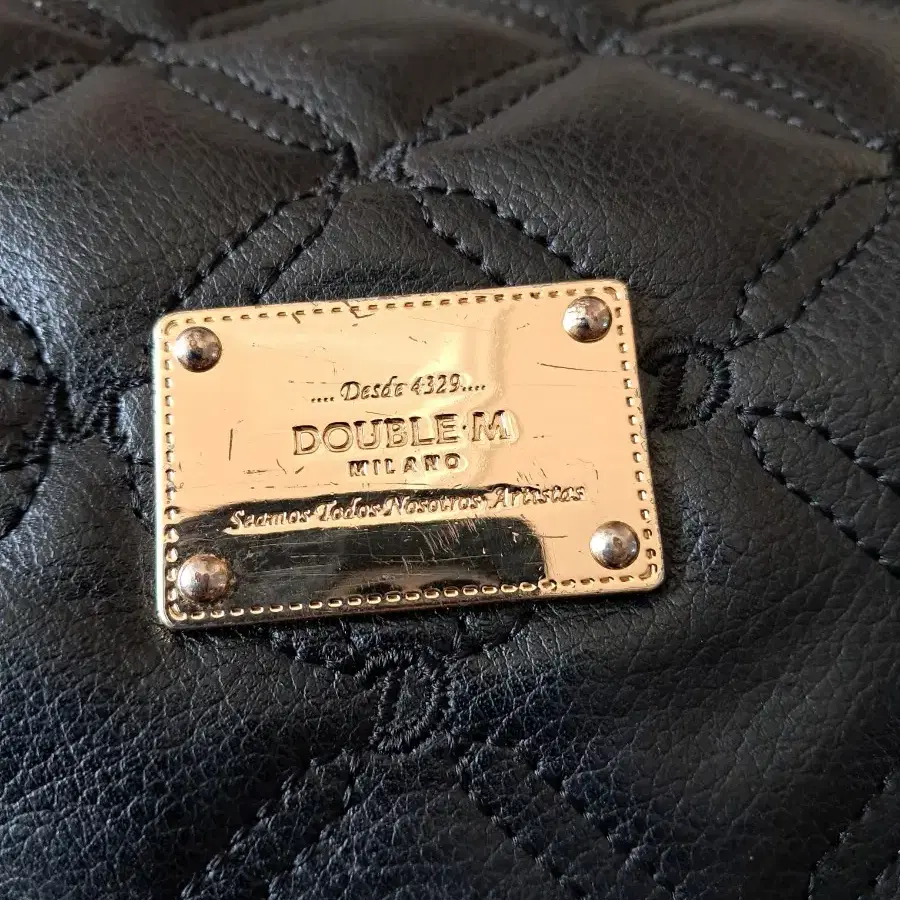 .... Desde 4329....
DOUBLE·M
MILANO
Seamos Todos Nosotros Artistas
M
D
D